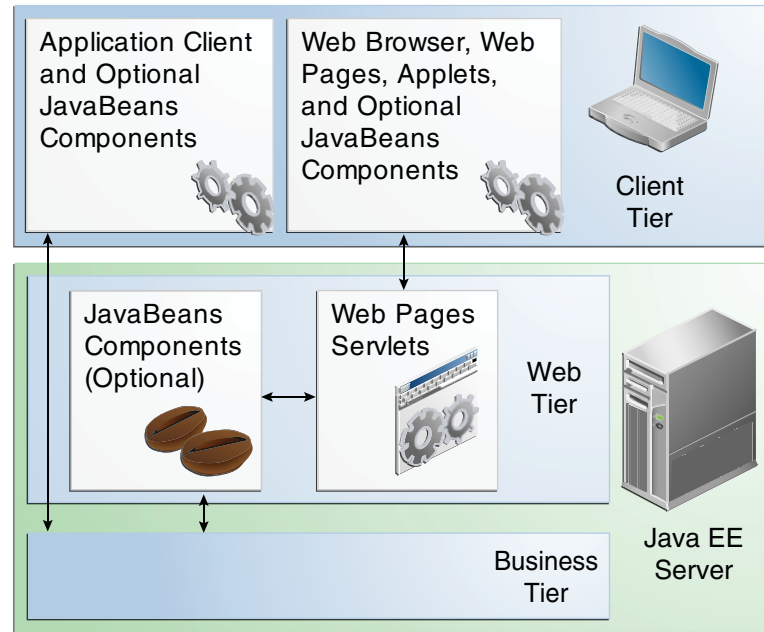 Application Client
and Optional
JavaBeans
Components
Web Browser, Web
Pages, Applets,
and Optional
JavaBeans
Components
Client
Tier
JavaBeans
Components
(Optional)
Web Pages
Servlets
Web
Tier
Java EE
Server
Business
Tier